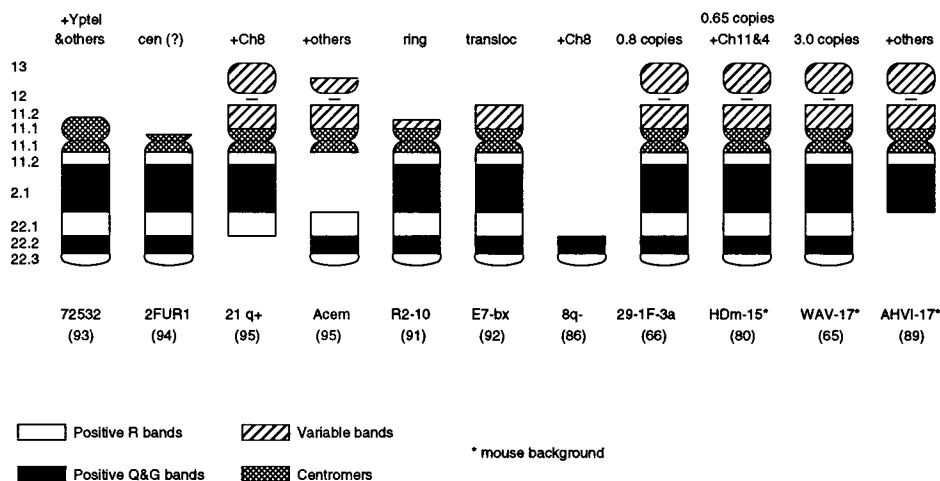 0.65 copies
+Yptel
& others cen (?) +Ch8 +others ring transloc +Ch8 0.8 copies +Ch11&4 3.0 copies +others
13
12
11.2
11.1
11.1
11.2
2.1
22.1
22.2
22.3
72532 2FUR1 21 q+ Acem R2-10 E7-bx 8q- 29-1F-3a HDm-15* WAV-17* AHVI-17*
(93) (94) (95) (95) (91) (92) (86) (66) (80) (65) (89)
Positive R bands Variable bands
* mouse background
Positive Q&G bands Centromers